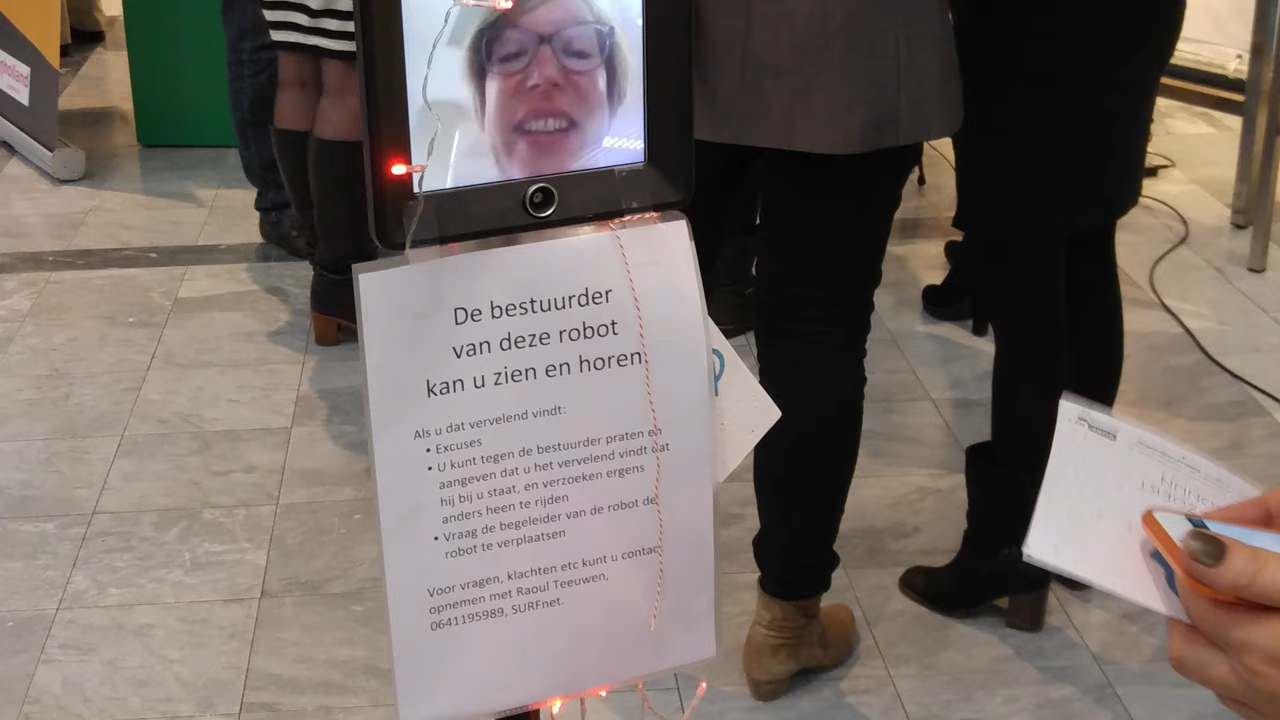 holland
De bestuurder
van deze robot
kan u zien en horen
Als u dat vervelend vindt:
• Excuses
• U kunt tegen de bestuurder praten en
aangeven dat u het vervelend vindt dat
hij bij u staat, en verzoeken ergens
anders heen te rijden
• Vraag de begeleider van de robot de
robot te verplaatsen
Voor vragen, klachten etc kunt u contact
opnemen met Raoul Teeuwen,
0641195989, SURFnet.